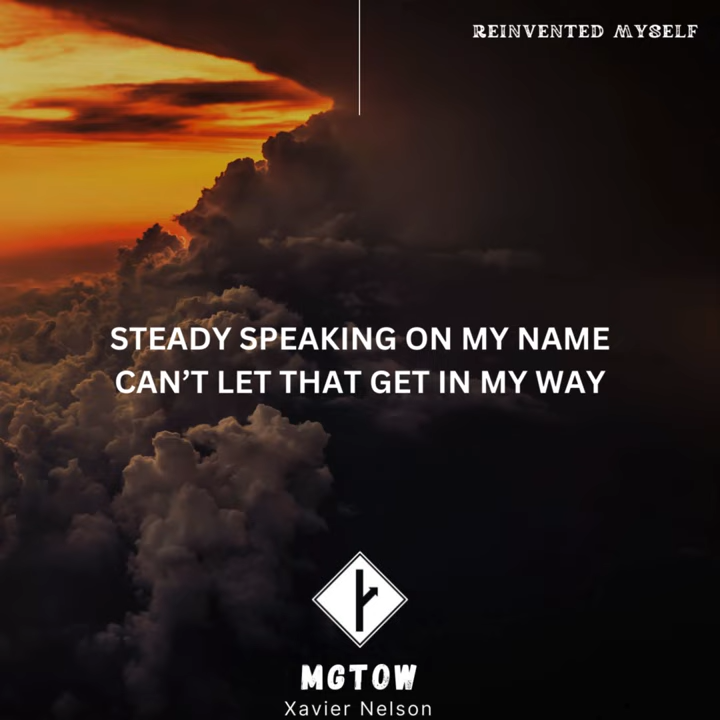 REINVENTED MYSELF
STEADY SPEAKING ON MY NAME
CAN'T LET THAT GET IN MY WAY
MGTOW
Xavier Nelson